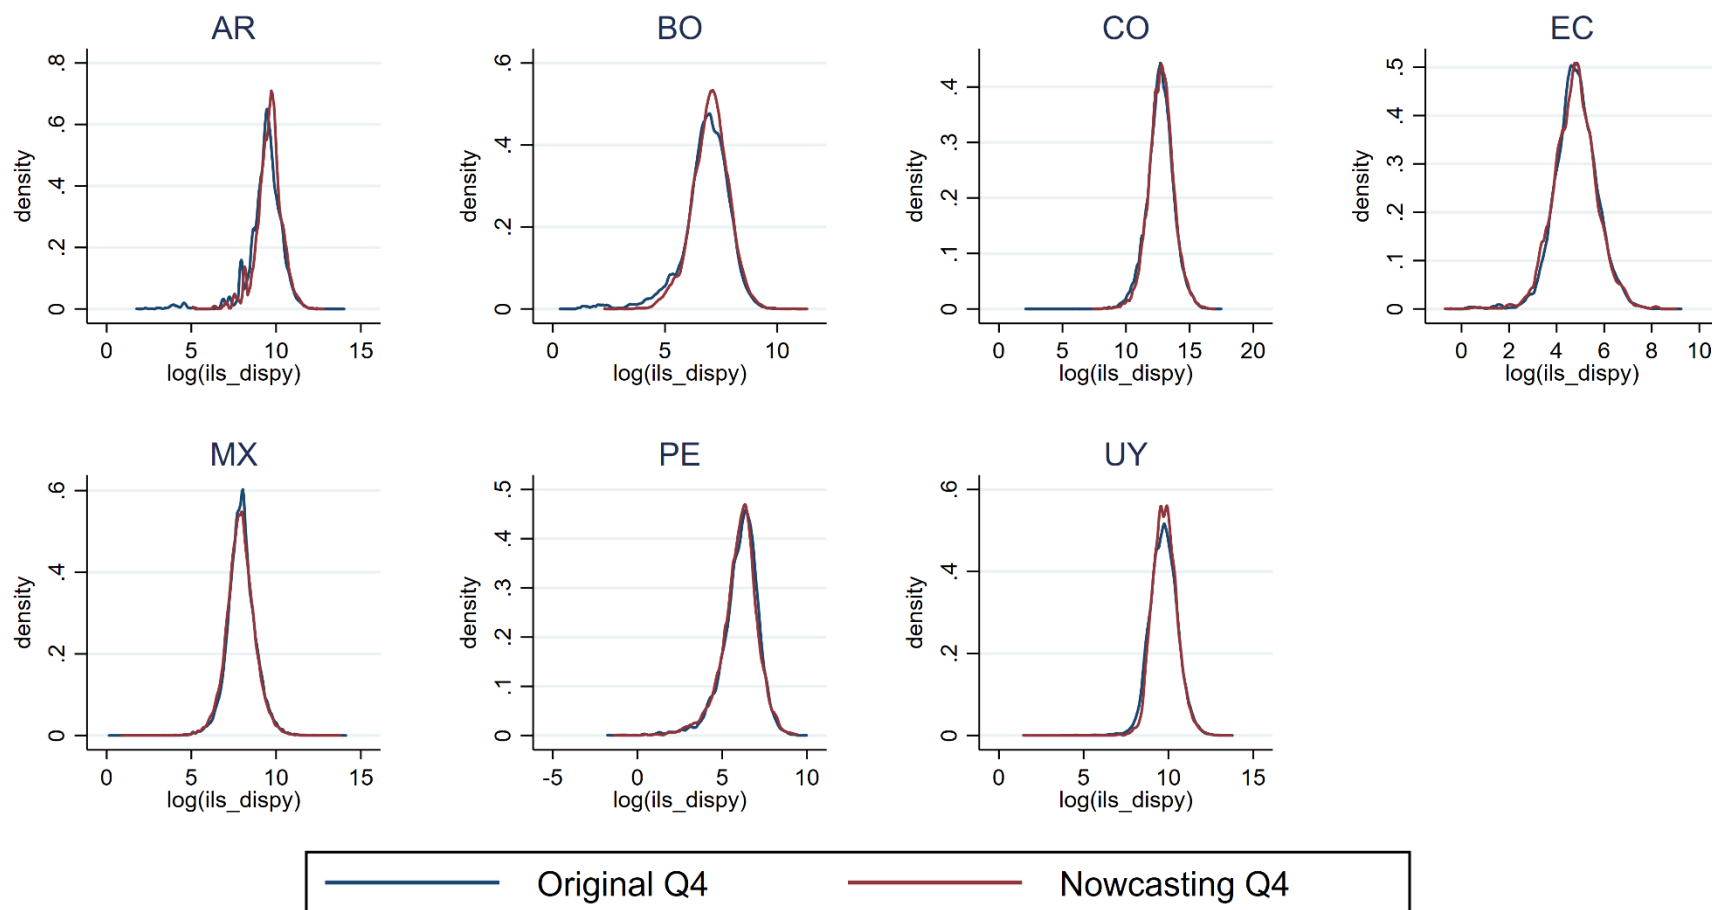 AR
.8
.6
.4
.2
0
density
0 5 10 15
log(ils_dispy)
BO
.6
.4
.2
0
density
0 5 10
log(ils_dispy)
CO
.4
.3
.2
.1
0
density
0 5 10 15 20
log(ils_dispy)
EC
.5
.4
.3
.2
.1
0
density
0 2 4 6 8 10
log(ils_dispy)
MX
.6
.4
.2
0
density
0 5 10 15
log(ils_dispy)
PE
.5
.4
.3
.2
.1
0
density
-5 0 5 10
log(ils_dispy)
UY
.6
.4
.2
0
density
0 5 10 15
log(ils_dispy)
Original Q4 Nowcasting Q4